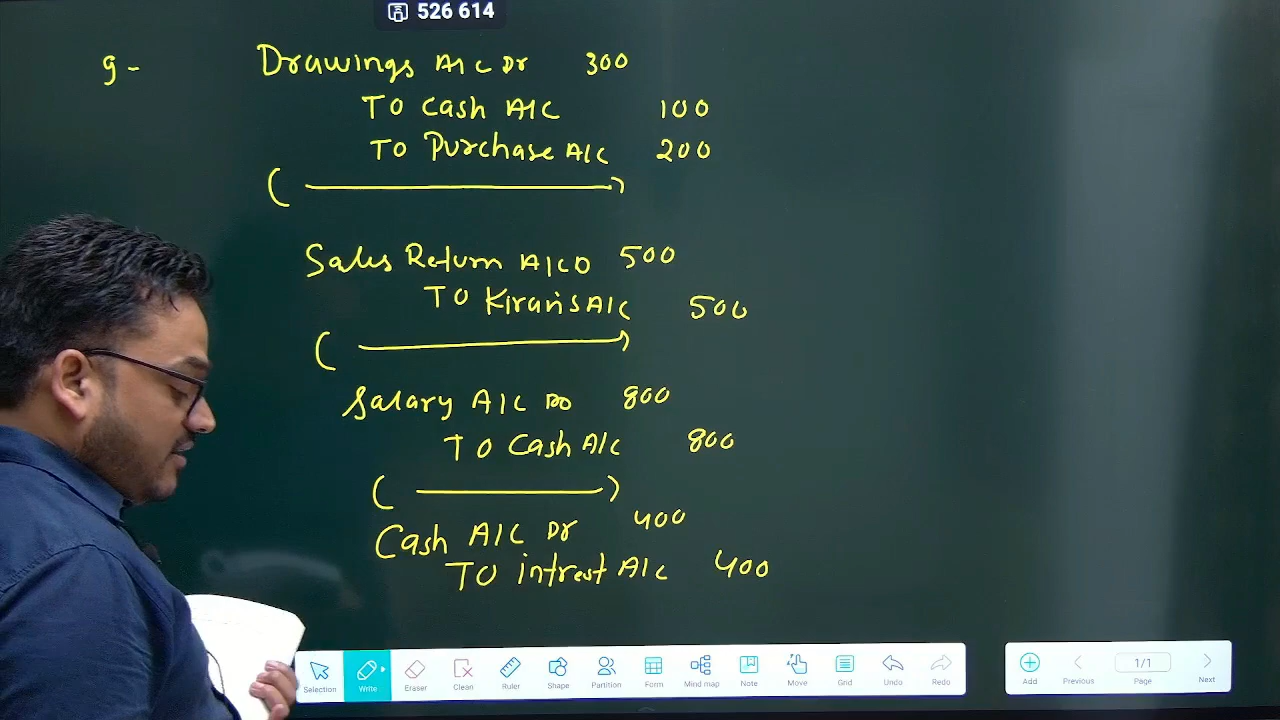 526 614
9 -
Drawings A/C Dr 300
To Cash A/C 100
To Purchase A/C 200
Sales Return A/C D 500
To Kiran's A/C 500
Salary A/C Dr 800
To Cash A/C 800
Cash A/C Dr 400
To intrest A/C 400
Selection Write Eraser Clean Ruler Shape Partition Form Mind map Note Move Grid Undo Redo
Add Previous 1/1 Page Next